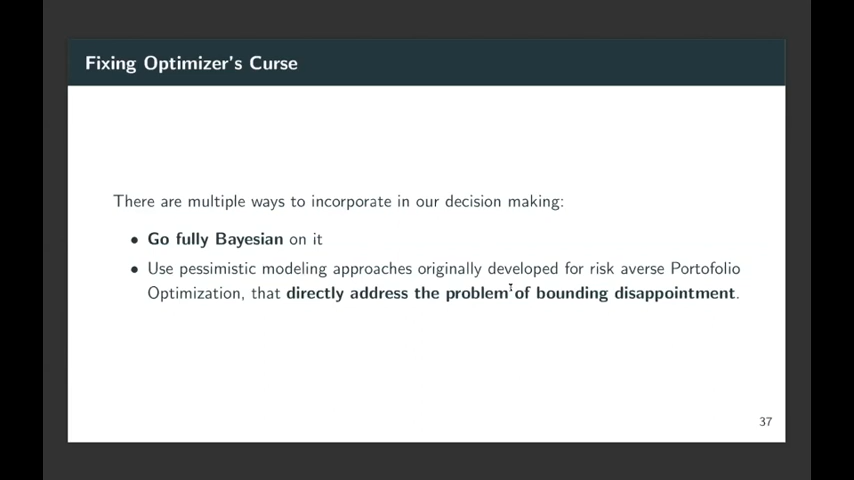 Fixing Optimizer's Curse
There are multiple ways to incorporate in our decision making:
• Go fully Bayesian on it
• Use pessimistic modeling approaches originally developed for risk averse Portofolio
Optimization, that directly address the problem of bounding disappointment.
37